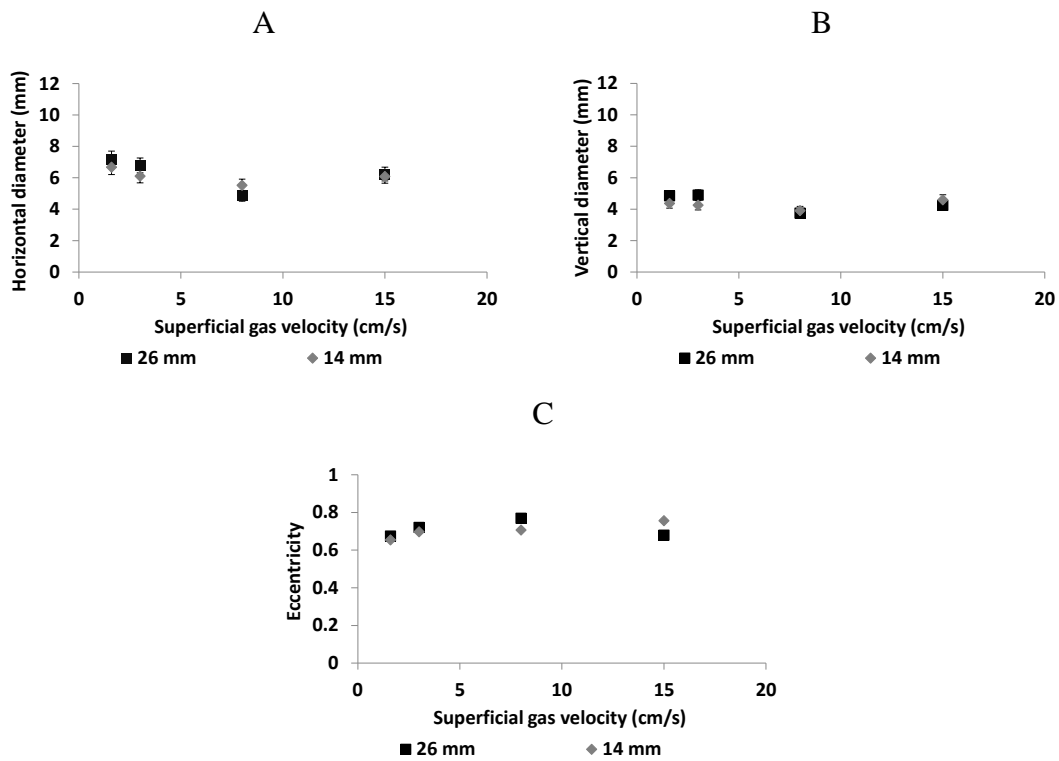 A
12
10
8
6
4
2
0
Horizontal diameter (mm)
0 5 10 15 20
Superficial gas velocity (cm/s)
26 mm 14 mm
B
12
10
8
6
4
2
0
Vertical diameter (mm)
0 5 10 15 20
Superficial gas velocity (cm/s)
26 mm 14 mm
C
1
0.8
0.6
0.4
0.2
0
Eccentricity
0 5 10 15 20
Superficial gas velocity (cm/s)
26 mm 14 mm